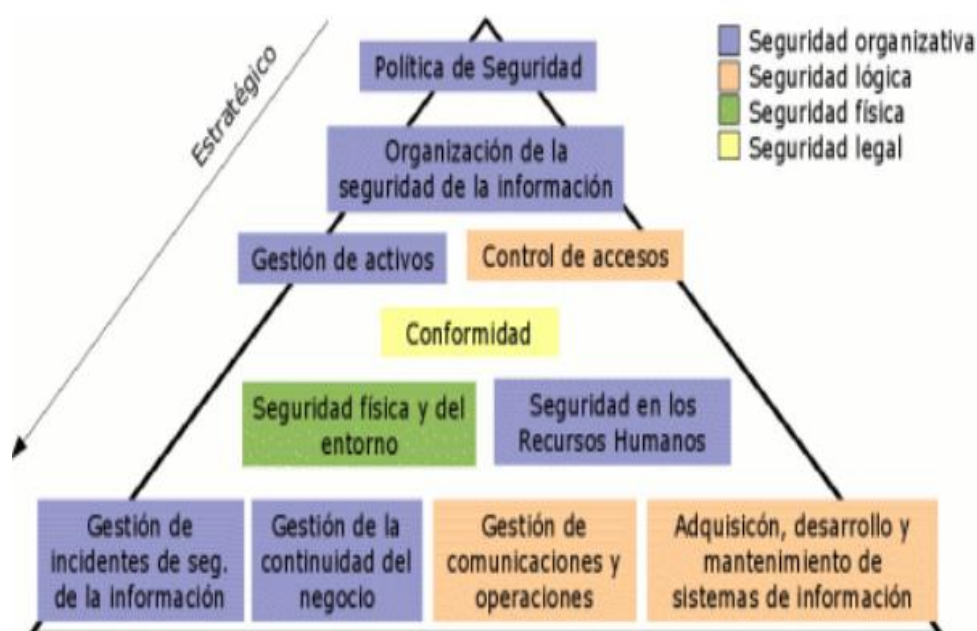 Estratégico
Política de Seguridad
Organización de la
seguridad de la información
Gestión de activos
Control de accesos
Conformidad
Seguridad física y del
entorno
Seguridad en los
Recursos Humanos
Gestión de
incidentes de seg.
de la información
Gestión de la
continuidad del
negocio
Gestión de
comunicaciones y
operaciones
Adquisicón, desarrollo y
mantenimiento de
sistemas de información
Seguridad organizativa
Seguridad lógica
Seguridad física
Seguridad legal